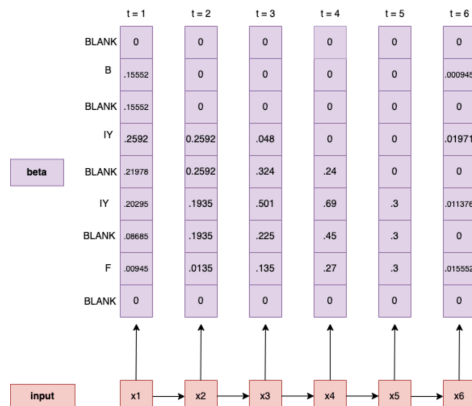 t = 1 t = 2 t = 3 t = 4 t = 5 t = 6
BLANK 0 0 0 0 0 0
B .15552 0 0 0 0 .000945
BLANK .15552 0 0 0 0 0
IY .2592 0.2592 .048 0 0 .01971
beta BLANK .21978 0.2592 .324 .24 0 0
IY .20295 .1935 .501 .69 .3 .011376
BLANK .08685 .1935 .225 .45 .3 0
F .00945 .0135 .135 .27 .3 .015552
BLANK 0 0 0 0 0 0
input x1 x2 x3 x4 x5 x6